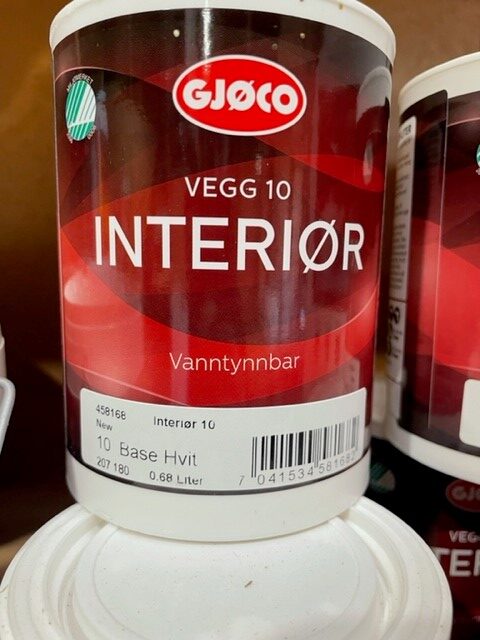 GJØCO
VEGG 10
INTERIØR
Vanntynnbar
458168 Interiør 10
New
10 Base Hvit
207 180 0.68 Liter
7 041534 581682